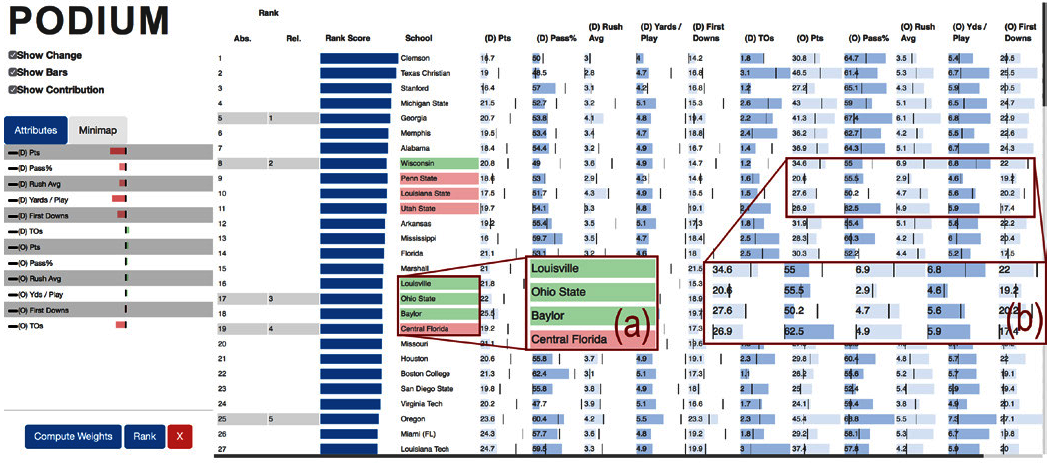 PODIUM
Show Change
Show Bars
Show Contribution
Attributes Minimap
(D) Pts
(D) Pass%
(D) Rush Avg
(D) Yards / Play
(D) First Downs
(D) TOs
(O) Pts
(O) Pass%
(O) Rush Avg
(O) Yds / Play
(O) First Downs
(O) TOs
Compute Weights Rank X
Rank
Abs. Rel. Rank Score School (D) Pts (D) Pass% (D) Rush Avg (D) Yards / Play (D) First Downs (D) TOs (O) Pts (O) Pass% (O) Rush Avg (O) Yds / Play (O) First Downs
1 Clemson 16.7 50 3 4 14.2 1.8 30.8 64.7 3.5 5.4
2 Texas Christian 19 48.5 2.8 4.7 16.8 3.1 46.5 61.4 5.3 6.7 25.5
3 Stanford 16.4 57 3.1 4.2 16.8 1.2 27.2 65.1 4.3 5.9 20.5
4 Michigan State 21.5 52.7 3.2 5.1 15.3 2.6 43 59 5.1 6.5 24.7
5 1 Georgia 20.7 53.8 4.1 4.8 19.4 2.2 41.3 67.4 6.1 6.8 22.9
6 Memphis 19.5 53.4 3.4 4.7 18.8 2.4 36.2 62.7 4.2 5.5 22.6
7 Alabama 18.4 54.4 3.2 4.9 16.7 1.4 36.9 64.3 5.1 6.6 24.3
8 2 Wisconsin 20.8 49 3.6 4.9 14.7 1.2 34.6 55 6.9 6.8 22
9 Penn State 18.6 53 2.9 4.3 14.6 1.6 20.6 55.5 2.9 4.6 19.2
10 Louisiana State 17.5 51.7 4.3 4.9 15.5 1.5 27.6 50.2 4.7 5.6 20.2
11 Utah State 19.7 54.1 3.3 4.8 19.1 26.9 62.5 4.9 5.9 17.4
12 Arkansas 19.2 55.4 3.5 5.1 17.3 1.8 31.9 55.4 5.1 5.6 22.2
13 Mississippi 16 59.7 3.5 4.7 18.4 2.5 28.3 60.3 4.2 6 20.4
14 Florida 21.1 53.1 18 2.5 30.3 52.2 4.4 5.2 17.5
15 Marshall 21 21.5
16 Louisville 21.8 15.3
17 3 Ohio State 22 18.9
18 Baylor 25.5 19.7
19 4 Central Florida 19.2 17.3
20 Missouri 21.1
21 Houston 20.6 55.8 3.7 4.9 19.1 2.3 29.8 60.4 4.8 5.7 22
22 Boston College 21.3 62.4 3.1 5.1 17.3 1.1 26.2 5.2 5.7 19.1
23 San Diego State 19.8 55.8 3.8 4.9 18 2 25 52.4 5.4 5.9 19.4
24 Virginia Tech 20.2 47.7 3.9 5.1 16.6 1.7 24.1 59.4 3.8 4.9 20.1
25 5 Oregon 23.6 60.4 4.2 5.5 23.3 2.3 45.4 5.5 7.3 27.1
26 Miami (FL) 24.3 57.7 3.6 4.8 19.2 1.8 29.2 58.1 5.3 6.7 19.8
27 Louisiana Tech 24.7 59.5 3.3 4.9 19.9 3 37.4 57.8 4.8 6 20
Louisville
Ohio State
Baylor
Central Florida
(a)
34.6 55 6.9 6.8 22
20.6 55.5 2.9 4.6 19.2
27.6 50.2 4.7 5.6 20.2
26.9 62.5 4.9 5.9 17.4
(b)